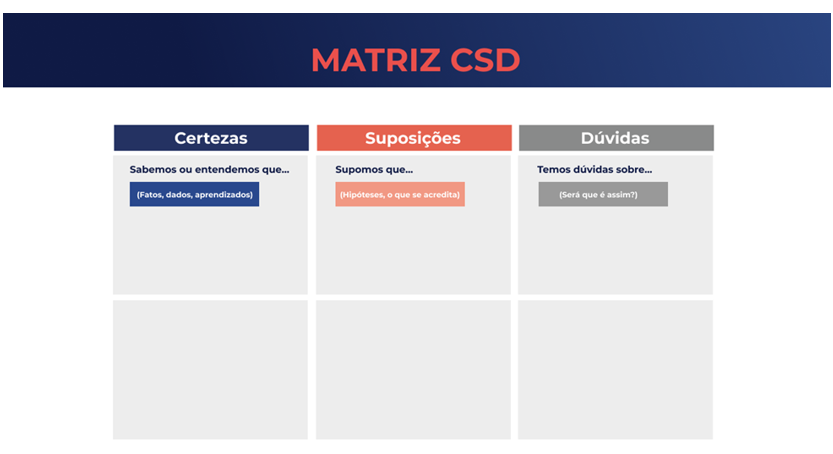 MATRIZ CSD
Certezas
Suposições
Dúvidas
Sabemos ou entendemos que...
Supomos que...
Temos dúvidas sobre...
(Fatos, dados, aprendizados)
(Hipóteses, o que se acredita)
(Será que é assim?)